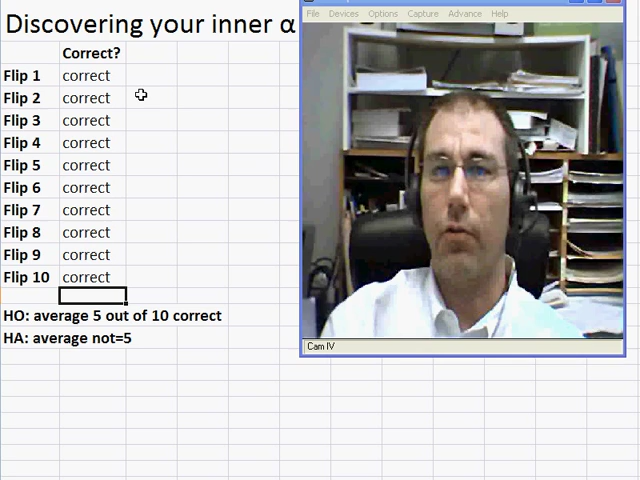 Discovering your inner α
File Devices Options Capture Advance Help
Correct?
Flip 1 correct
Flip 2 correct
Flip 3 correct
Flip 4 correct
Flip 5 correct
Flip 6 correct
Flip 7 correct
Flip 8 correct
Flip 9 correct
Flip 10 correct
HO: average 5 out of 10 correct
HA: average not=5
Cam IV